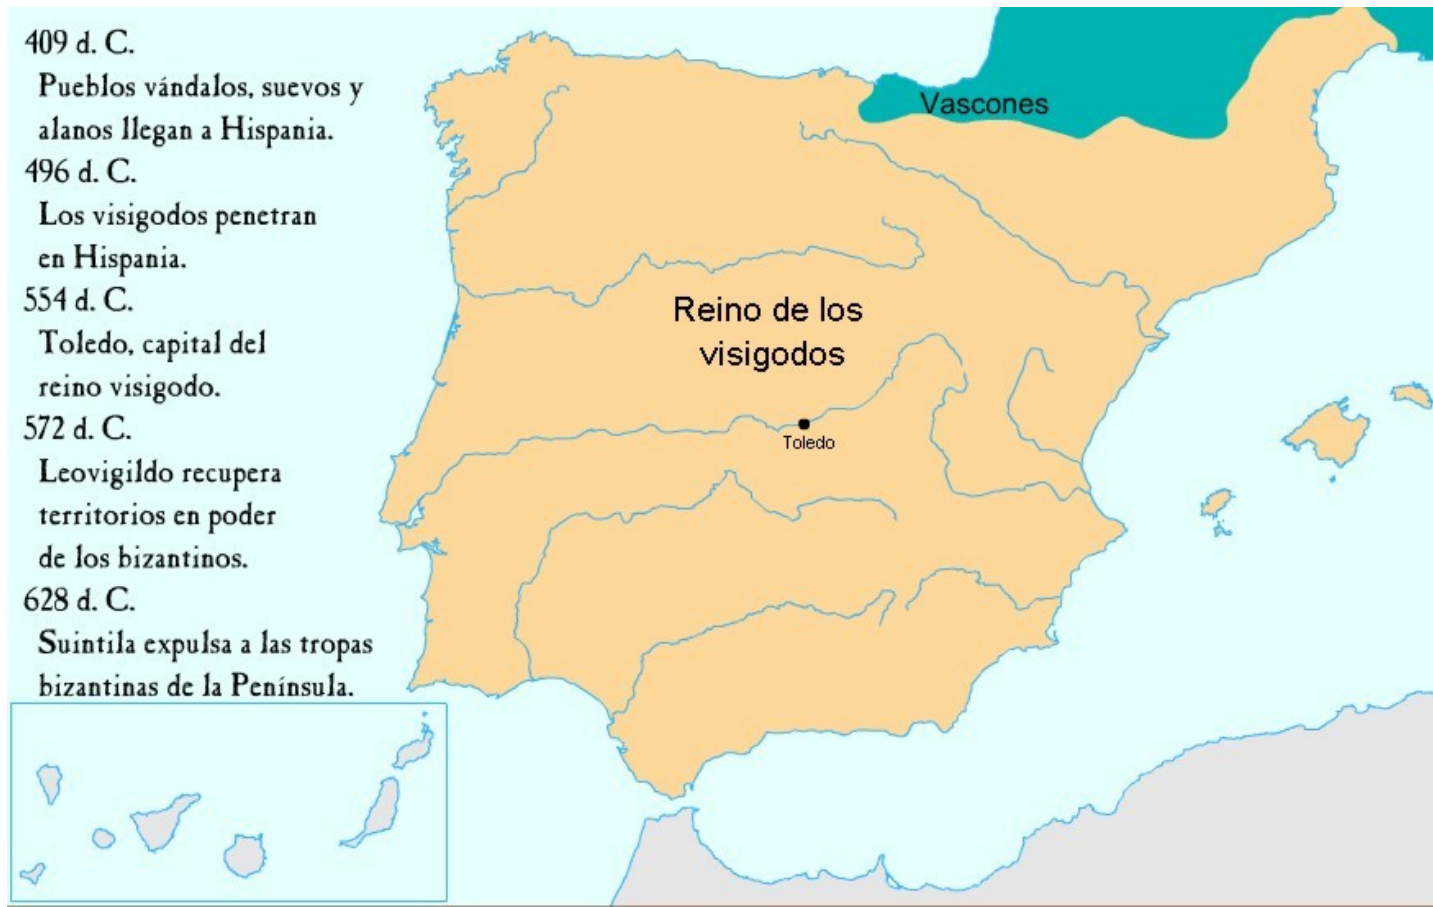 409 d. C.
Pueblos vándalos, suevos y
alanos llegan a Hispania.
496 d. C.
Los visigodos penetran
en Hispania.
554 d. C.
Toledo, capital del
reino visigodo.
572 d. C.
Leovigildo recupera
territorios en poder
de los bizantinos.
628 d. C.
Suintila expulsa a las tropas
bizantinas de la Península.
Vascones
Reino de los
visigodos
Toledo